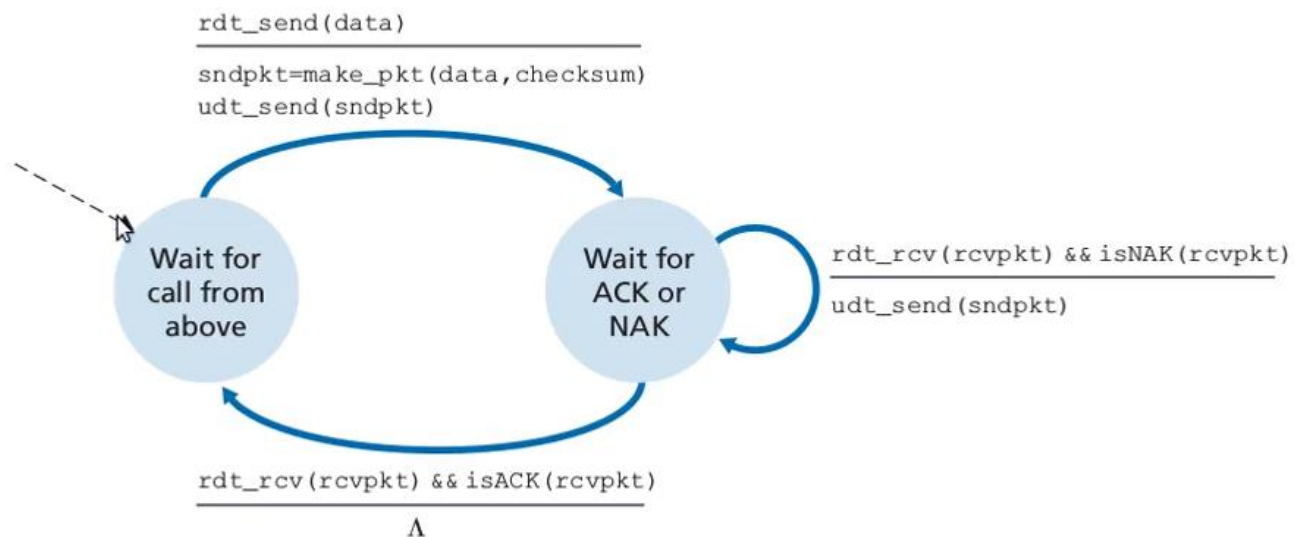 rdt_send(data)
sndpkt=make_pkt(data,checksum)
udt_send(sndpkt)
Wait for
call from
above
Wait for
ACK or
NAK
rdt_rcv(rcvpkt) && isNAK(rcvpkt)
udt_send(sndpkt)
rdt_rcv(rcvpkt) && isACK(rcvpkt)
Λ